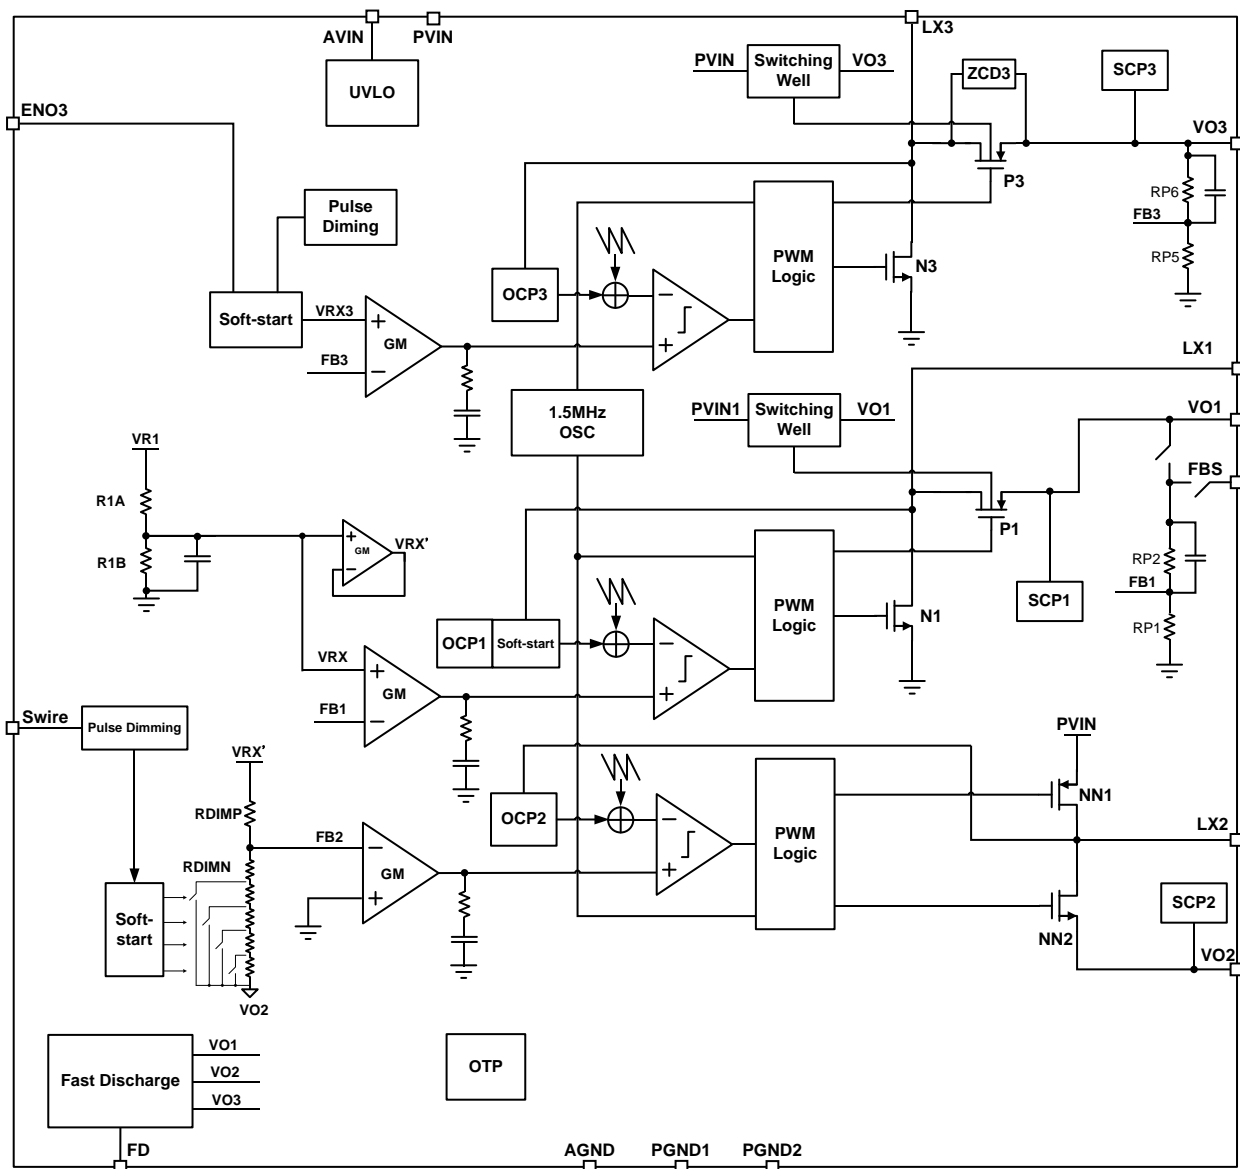 AVIN
PVIN
LX3
UVLO
PVIN
Switching
Well
VO3
ZCD3
SCP3
ENO3
VO3
P3
RP6
FB3
RP5
Pulse
Diming
PWM
Logic
N3
OCP3
Soft-start
VRX3
+
GM
−
FB3
−
+
LX1
1.5MHz
OSC
PVIN1
Switching
Well
VO1
VO1
FBS
VR1
R1A
R1B
+
GM
−
VRX'
P1
RP2
FB1
RP1
SCP1
PWM
Logic
N1
OCP1
Soft-start
VRX
+
GM
−
FB1
−
+
Swire
Pulse Dimming
VRX'
RDIMP
FB2
RDIMN
−
GM
+
OCP2
−
+
PWM
Logic
PVIN
NN1
LX2
NN2
SCP2
VO2
Soft-
start
VO2
Fast Discharge
VO1
VO2
VO3
OTP
FD
AGND
PGND1
PGND2